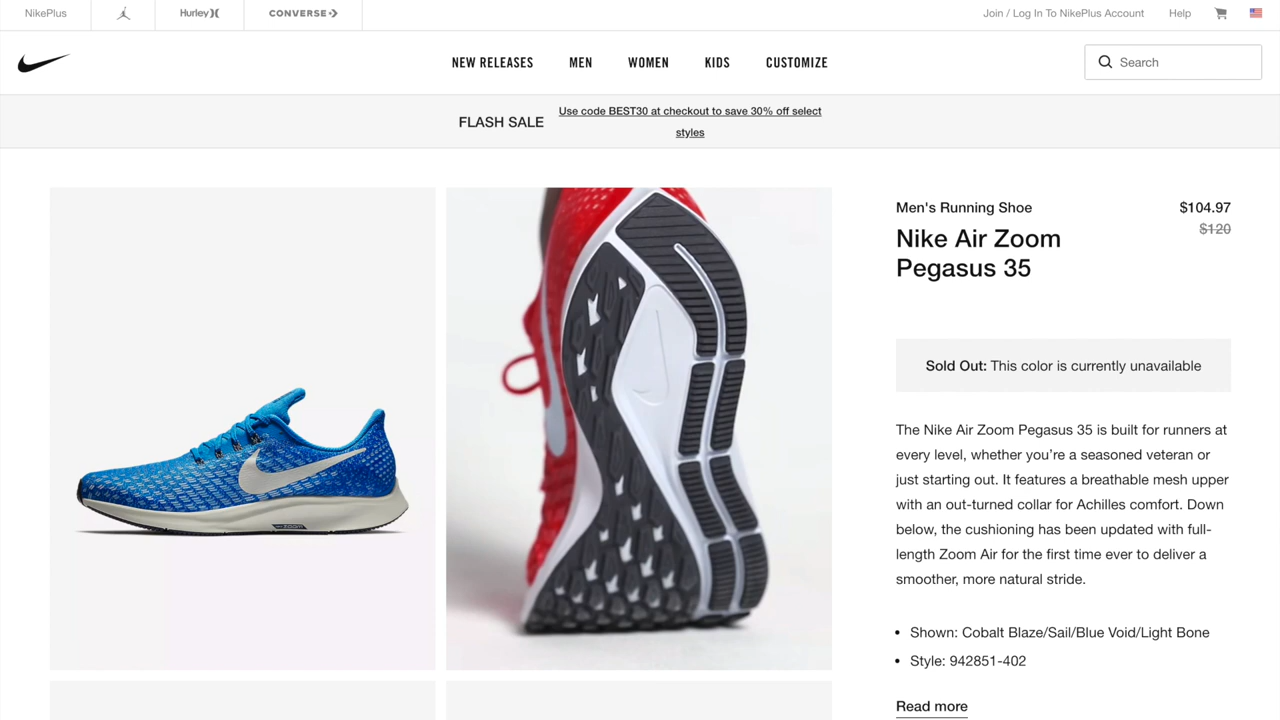 NikePlus
Hurley
CONVERSE
Join / Log In To NikePlus Account
Help
NEW RELEASES
MEN
WOMEN
KIDS
CUSTOMIZE
Search
FLASH SALE
Use code BEST30 at checkout to save 30% off select
styles
Men's Running Shoe
$104.97
$120
Nike Air Zoom
Pegasus 35
Sold Out: This color is currently unavailable
The Nike Air Zoom Pegasus 35 is built for runners at
every level, whether you’re a seasoned veteran or
just starting out. It features a breathable mesh upper
with an out-turned collar for Achilles comfort. Down
below, the cushioning has been updated with full-
length Zoom Air for the first time ever to deliver a
smoother, more natural stride.
• Shown: Cobalt Blaze/Sail/Blue Void/Light Bone
• Style: 942851-402
Read more
ZOOM